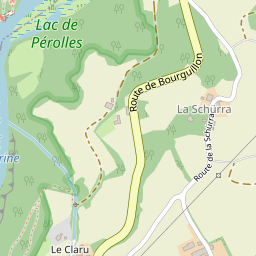 Lac de
Pérolles
Route de Bourguillon
La Schürra
Route de la Schürra
rine
Le Claru